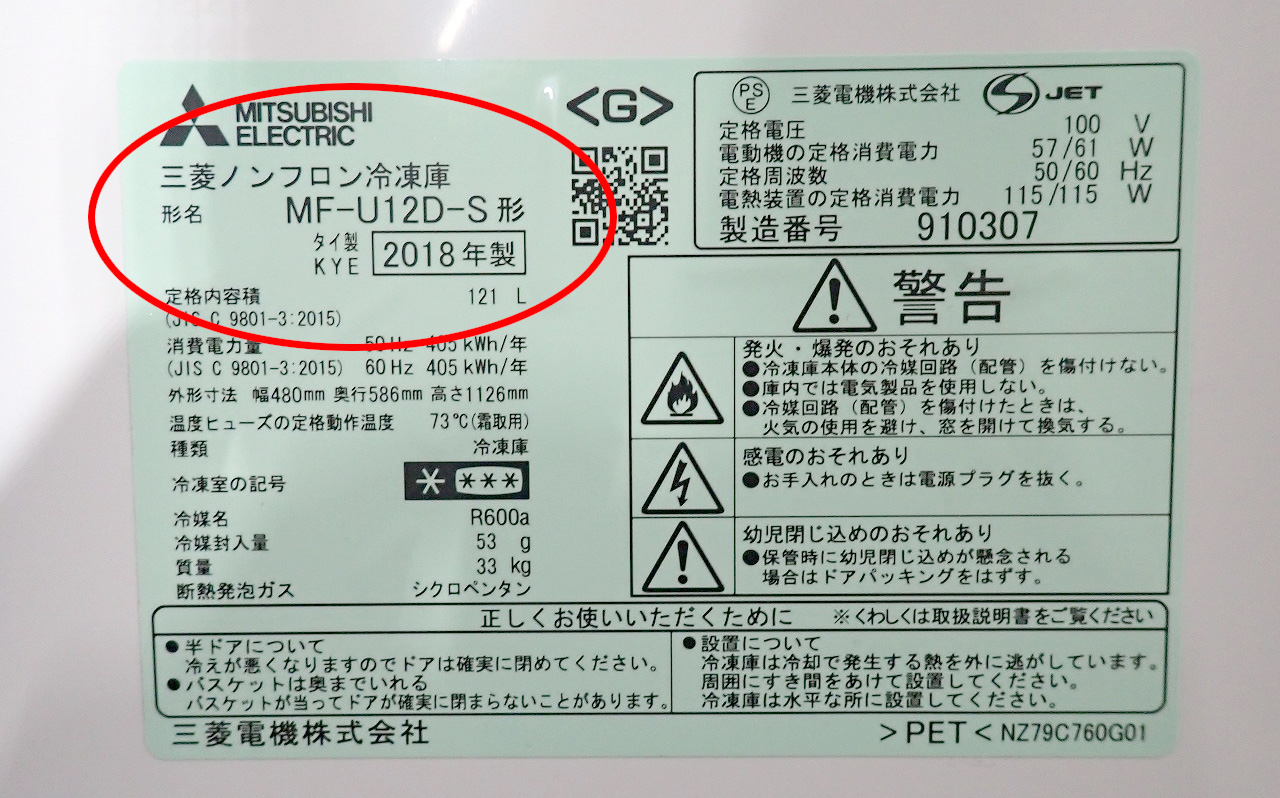 MITSUBISHI
ELECTRIC
三菱ノンフロン冷凍庫
形名 MF-U12D-S形
タイ製
KYE 2018年製
定格内容積 121 L
(JIS C 9801-3:2015)
消費電力量 50Hz 405kWh/年
(JIS C 9801-3:2015) 60Hz 405kWh/年
外形寸法 幅480mm 奥行586mm 高さ1126mm
温度ヒューズの定格動作温度 73℃(霜取用)
種類 冷凍庫
冷凍室の記号 * ***
冷媒名 R600a
冷媒封入量 53 g
質量 33 kg
断熱発泡ガス シクロペンタン
<G>
PS
E
三菱電機株式会社 JET
定格電圧 100 V
電動機の定格消費電力 57/61 W
定格周波数 50/60 Hz
電熱装置の定格消費電力 115/115 W
製造番号 910307
警告
発火・爆発のおそれあり
●冷凍庫本体の冷媒回路(配管)を傷付けない。
●庫内では電気製品を使用しない。
●冷媒回路(配管)を傷付けたときは、
火気の使用を避け、窓を開けて換気する。
感電のおそれあり
●お手入れのときは電源プラグを抜く。
幼児閉じ込めのおそれあり
●保管時に幼児閉じ込めが懸念される
場合はドアパッキングをはずす。
正しくお使いいただくために ※くわしくは取扱説明書をご覧ください
●半ドアについて
冷えが悪くなりますのでドアは確実に閉めてください。
●バスケットは奥までいれる
バスケットが当ってドアが確実に閉まらないことがあります。
●設置について
冷凍庫は冷却で発生する熱を外に逃がしています。
周囲にすき間をあけて設置してください。
冷凍庫は水平な所に設置してください。
三菱電機株式会社 >PET< NZ79C760G01